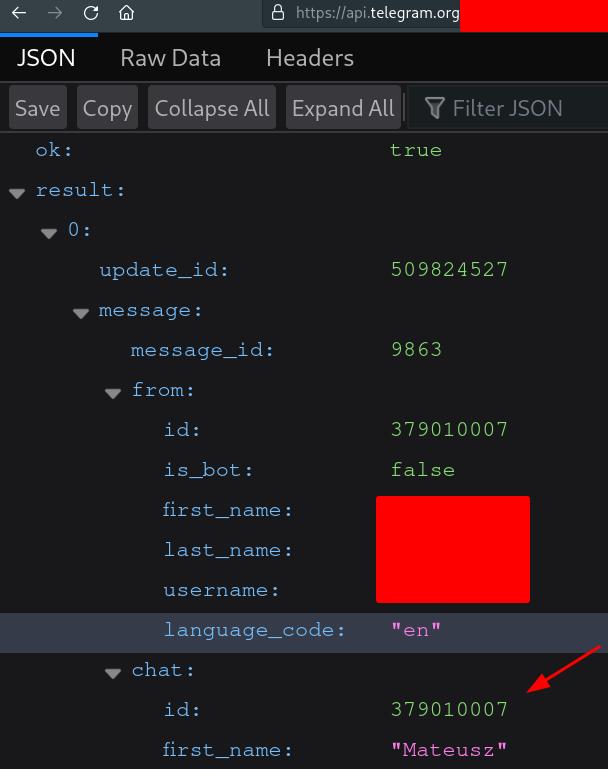 https://api.telegram.org
JSON Raw Data Headers
Save Copy Collapse All Expand All Filter JSON
ok: true
result:
0:
update_id: 509824527
message:
message_id: 9863
from:
id: 379010007
is_bot: false
first_name:
last_name:
username:
language_code: "en"
chat:
id: 379010007
first_name: "Mateusz"